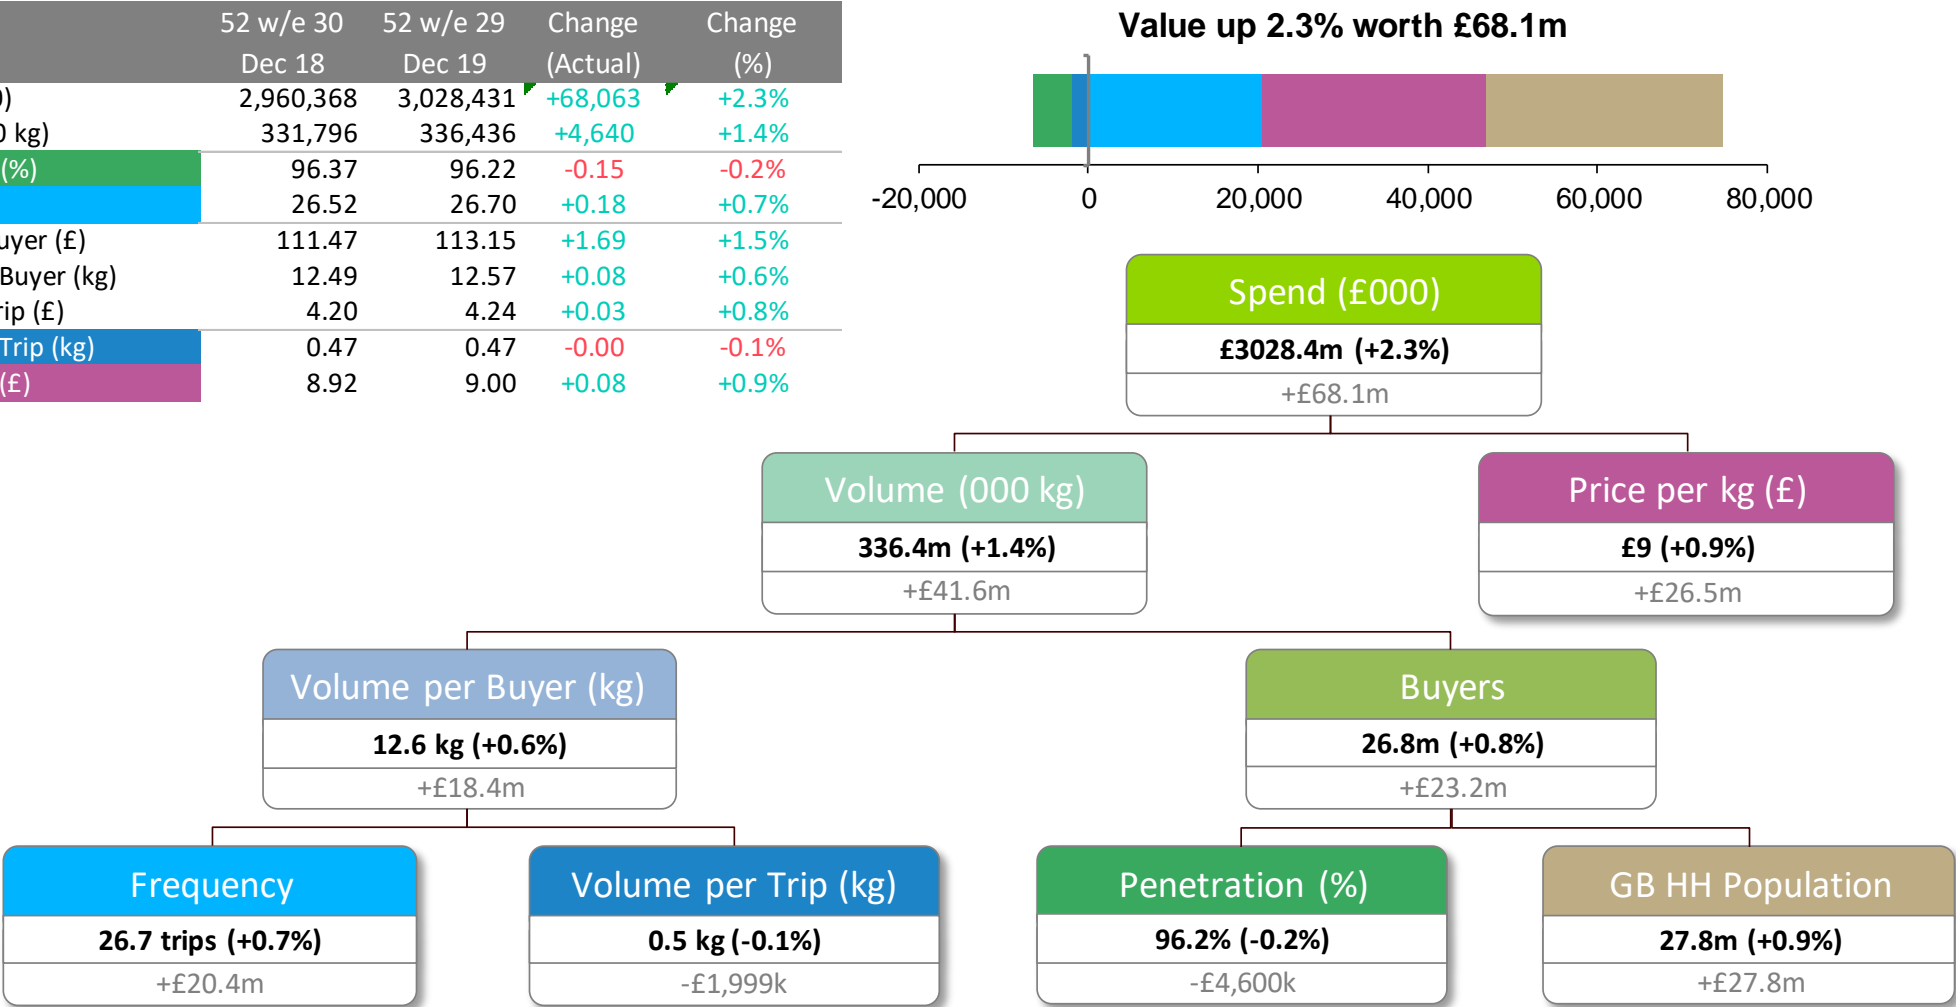 52 w/e 30 52 w/e 29 Change Change
Dec 18 Dec 19 (Actual) (%)
) 2,960,368 3,028,431 +68,063 +2.3%
0 kg) 331,796 336,436 +4,640 +1.4%
(%) 96.37 96.22 -0.15 -0.2%
26.52 26.70 +0.18 +0.7%
uyer (£) 111.47 113.15 +1.69 +1.5%
Buyer (kg) 12.49 12.57 +0.08 +0.6%
rip (£) 4.20 4.24 +0.03 +0.8%
Trip (kg) 0.47 0.47 -0.00 -0.1%
(£) 8.92 9.00 +0.08 +0.9%
Value up 2.3% worth £68.1m
-20,000 0 20,000 40,000 60,000 80,000
Spend (£000)
£3028.4m (+2.3%)
+£68.1m
Volume (000 kg)
336.4m (+1.4%)
+£41.6m
Price per kg (£)
£9 (+0.9%)
+£26.5m
Volume per Buyer (kg)
12.6 kg (+0.6%)
+£18.4m
Buyers
26.8m (+0.8%)
+£23.2m
Frequency
26.7 trips (+0.7%)
+£20.4m
Volume per Trip (kg)
0.5 kg (-0.1%)
-£1,999k
Penetration (%)
96.2% (-0.2%)
-£4,600k
GB HH Population
27.8m (+0.9%)
+£27.8m